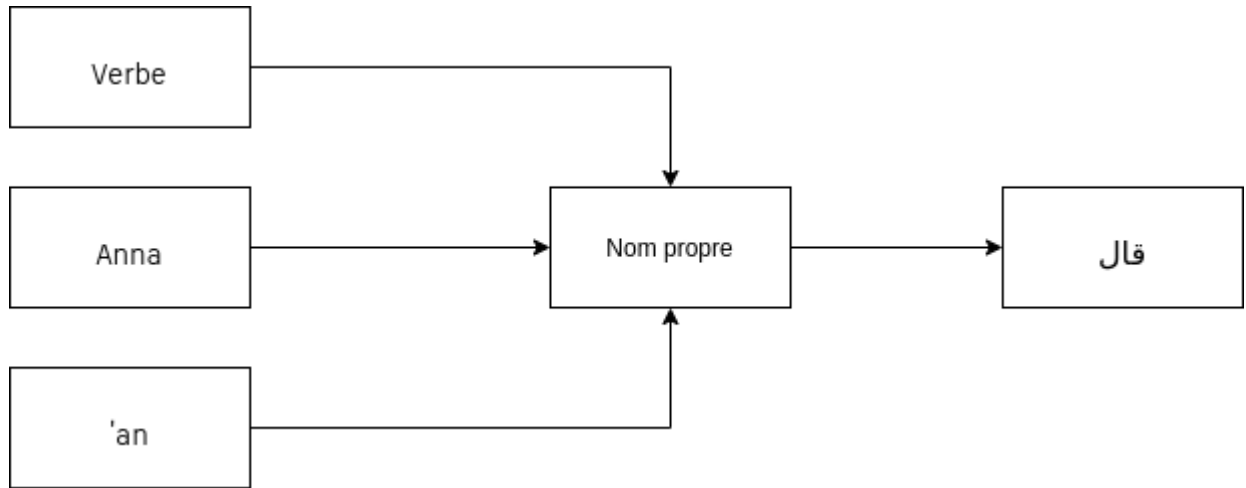 Verbe
Anna
Nom propre
قال
'an